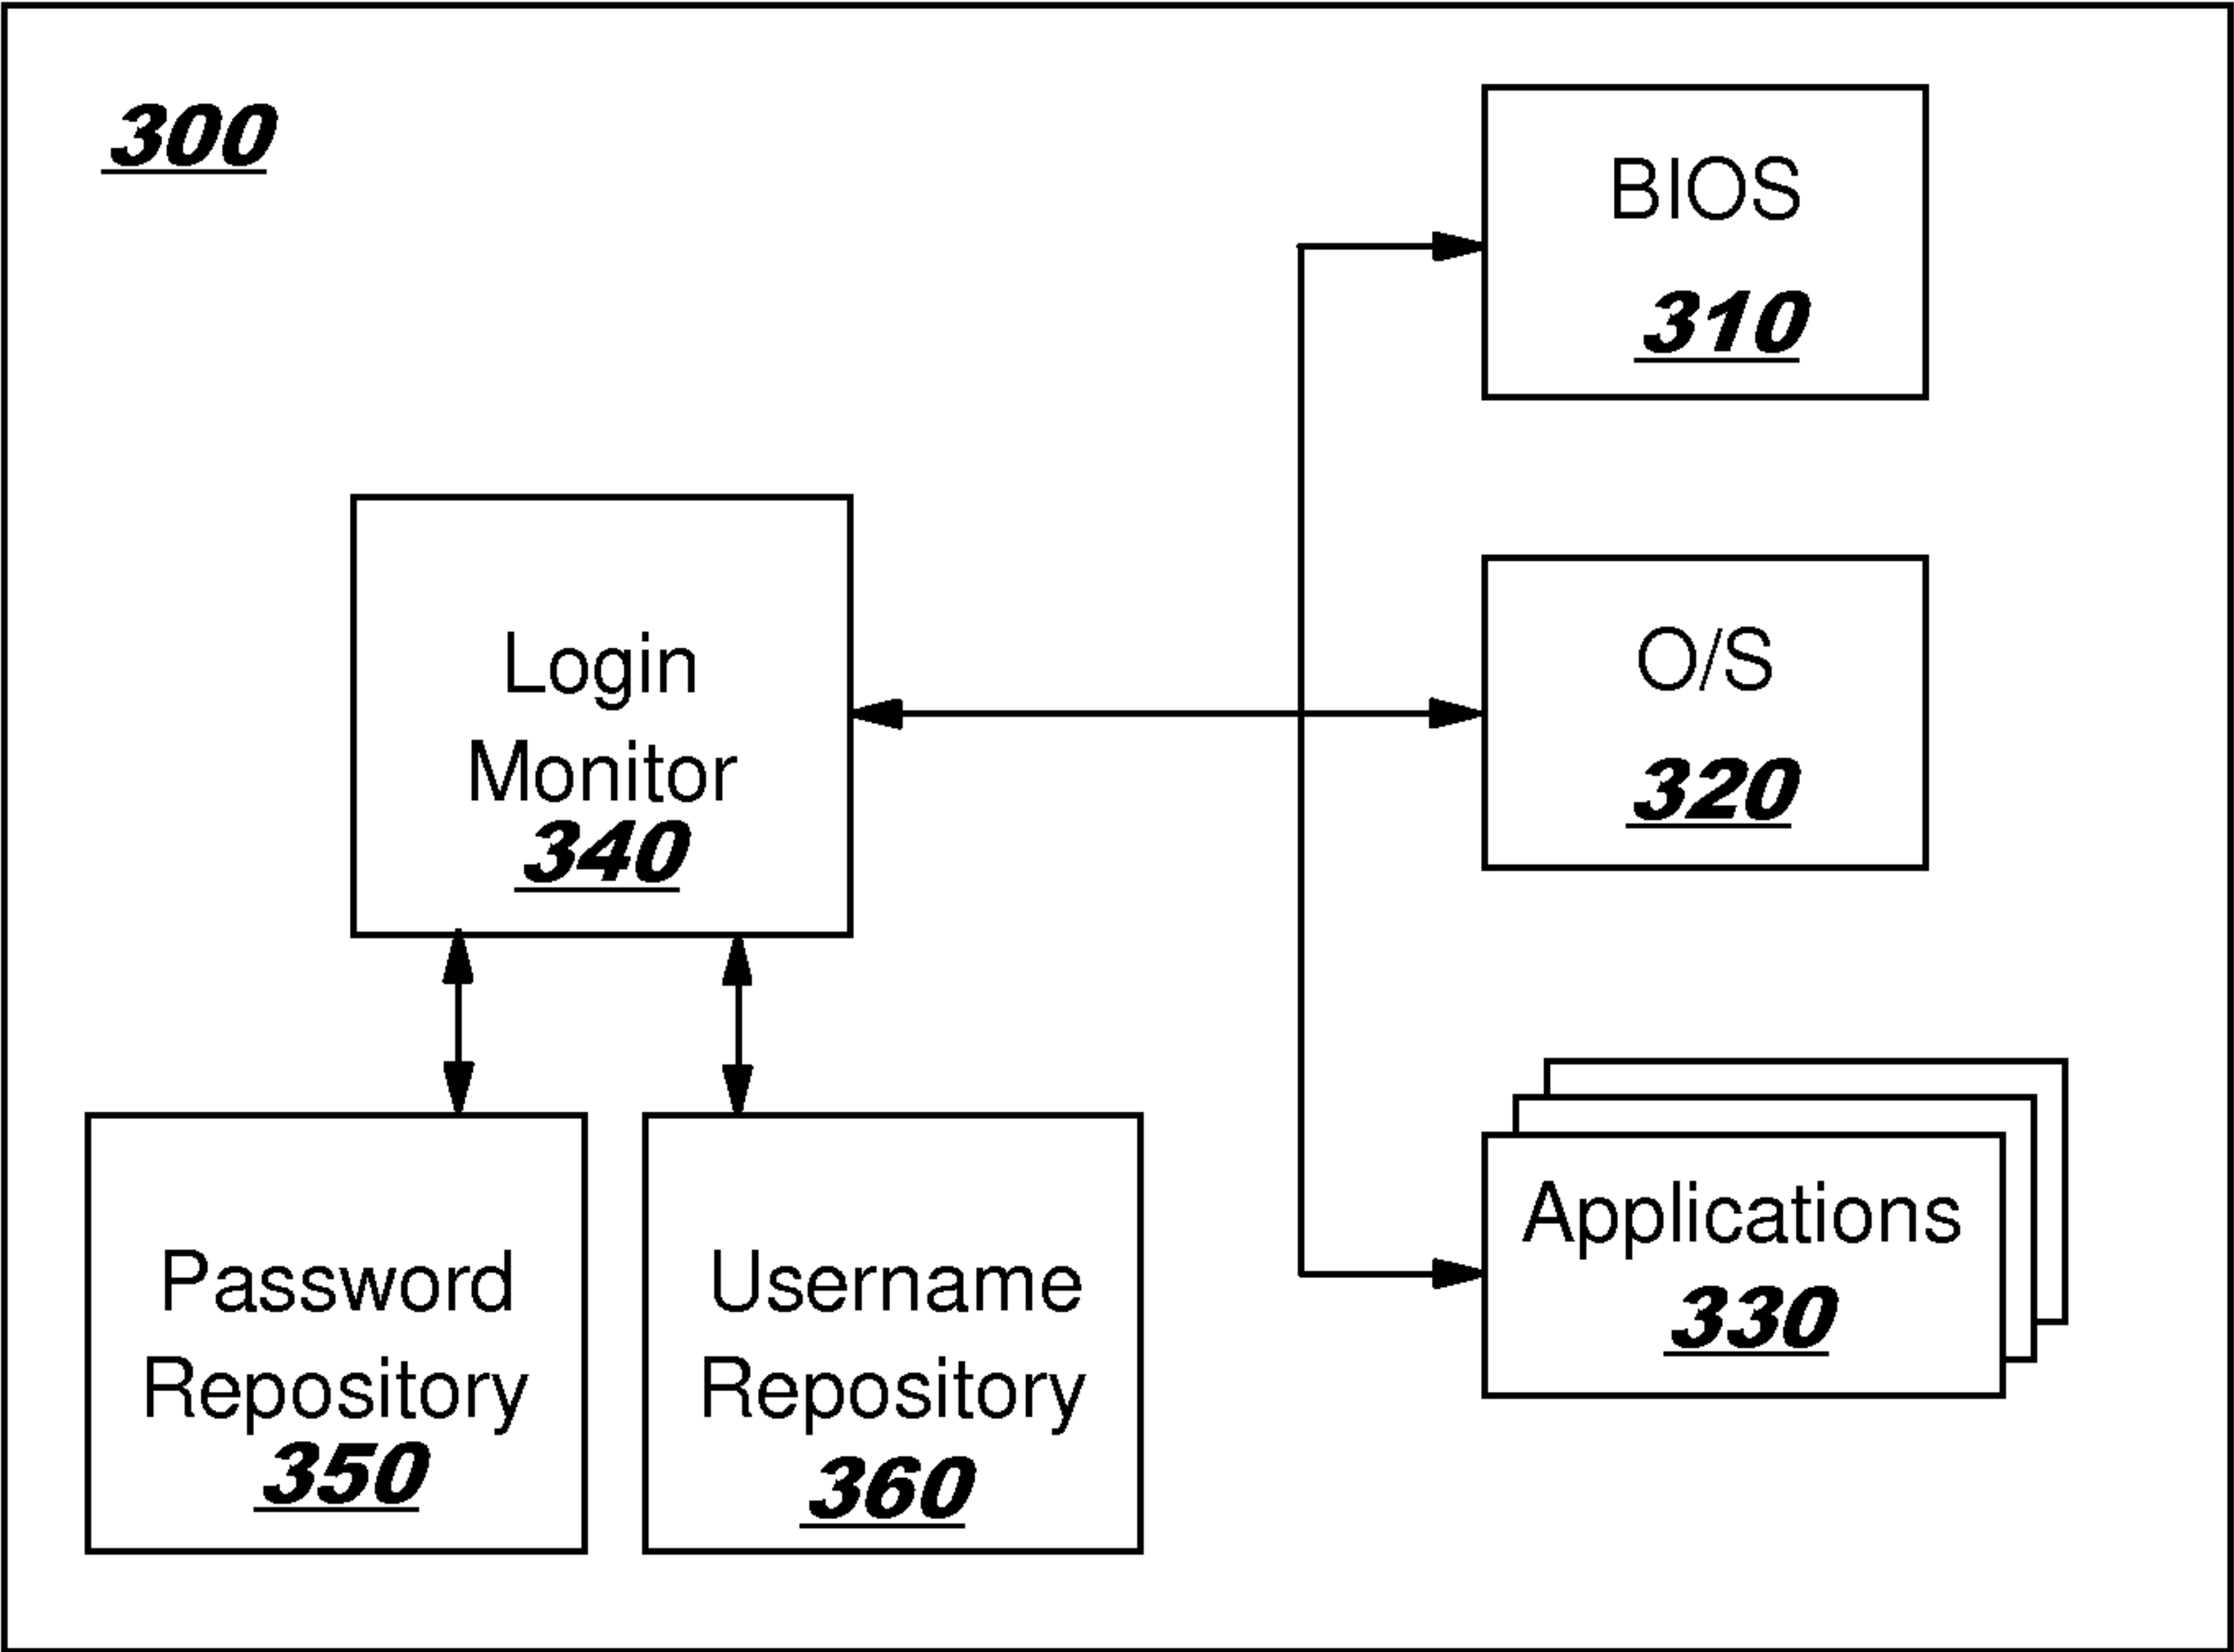 300
BIOS
310
Login
Monitor
340
O/S
320
Password
Repository
350
Username
Repository
360
Applications
330